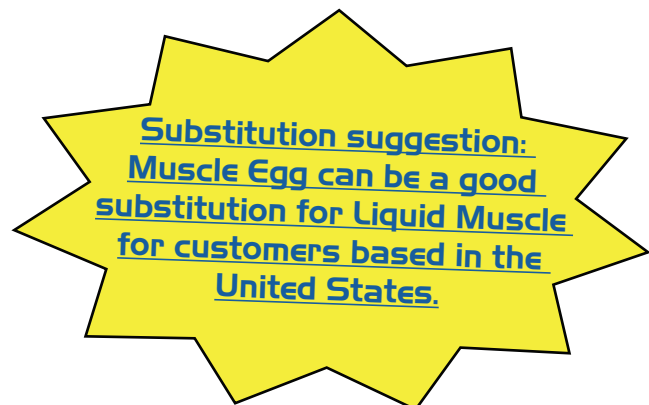 Substitution suggestion:
Muscle Egg can be a good
substitution for Liquid Muscle
for customers based in the
United States.